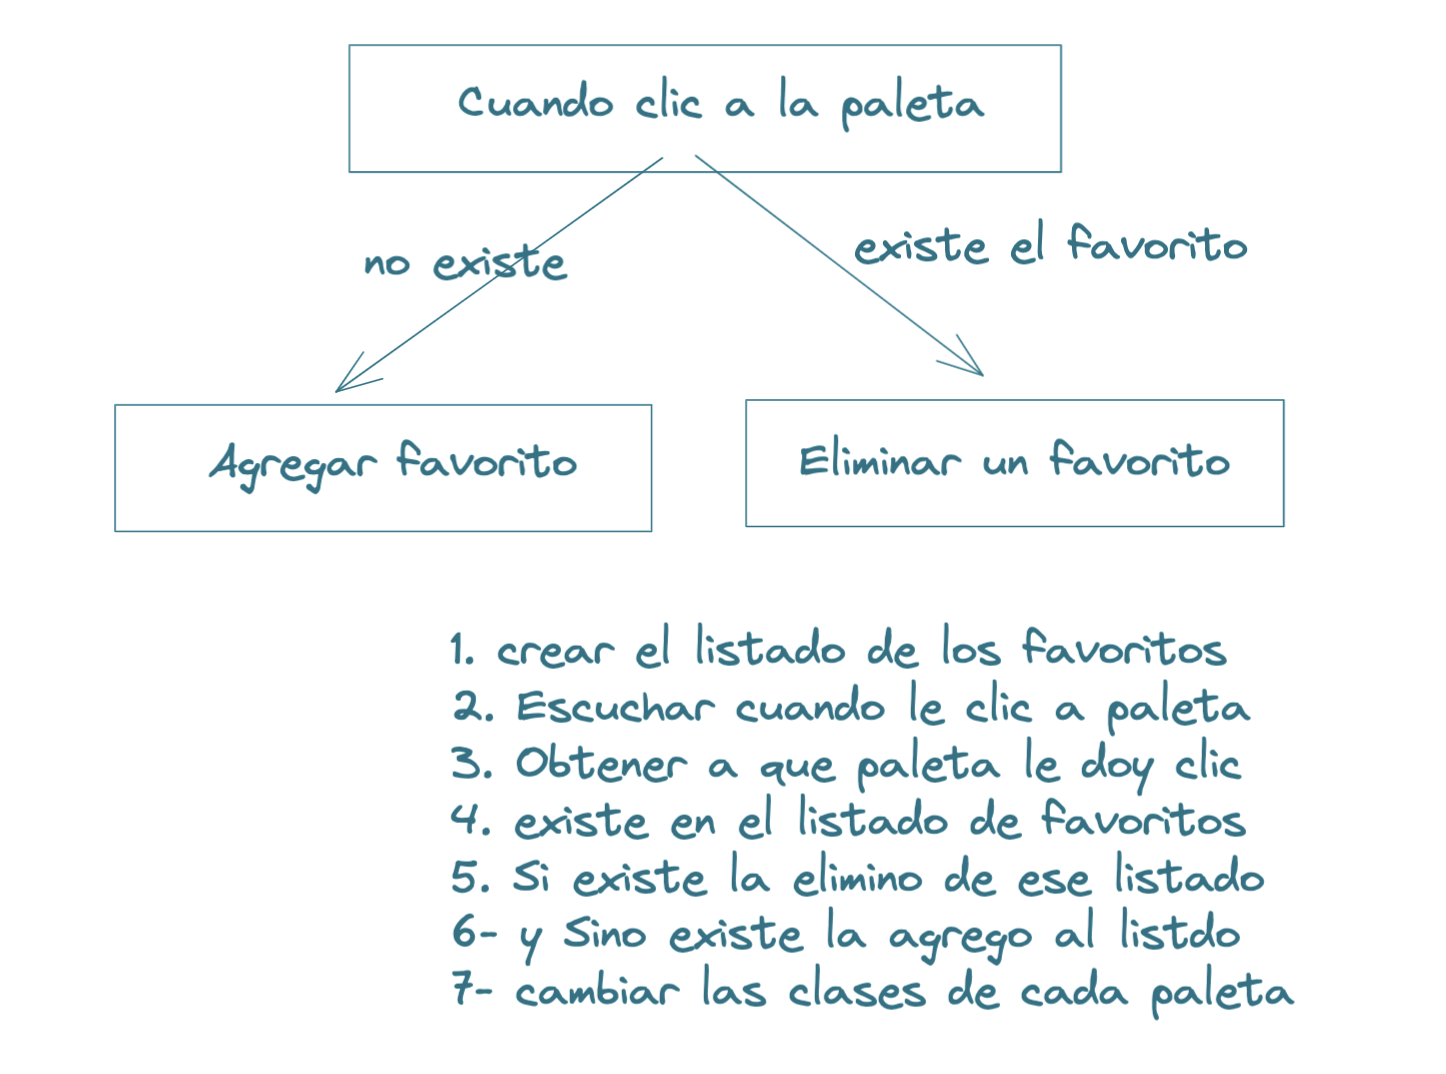 Cuando clic a la paleta
no existe
existe el favorito
Agregar favorito
Eliminar un favorito
1. crear el listado de los favoritos
2. Escuchar cuando le clic a paleta
3. Obtener a que paleta le doy clic
4. existe en el listado de favoritos
5. Si existe la elimino de ese listado
6- y Sino existe la agrego al listdo
7- cambiar las clases de cada paleta